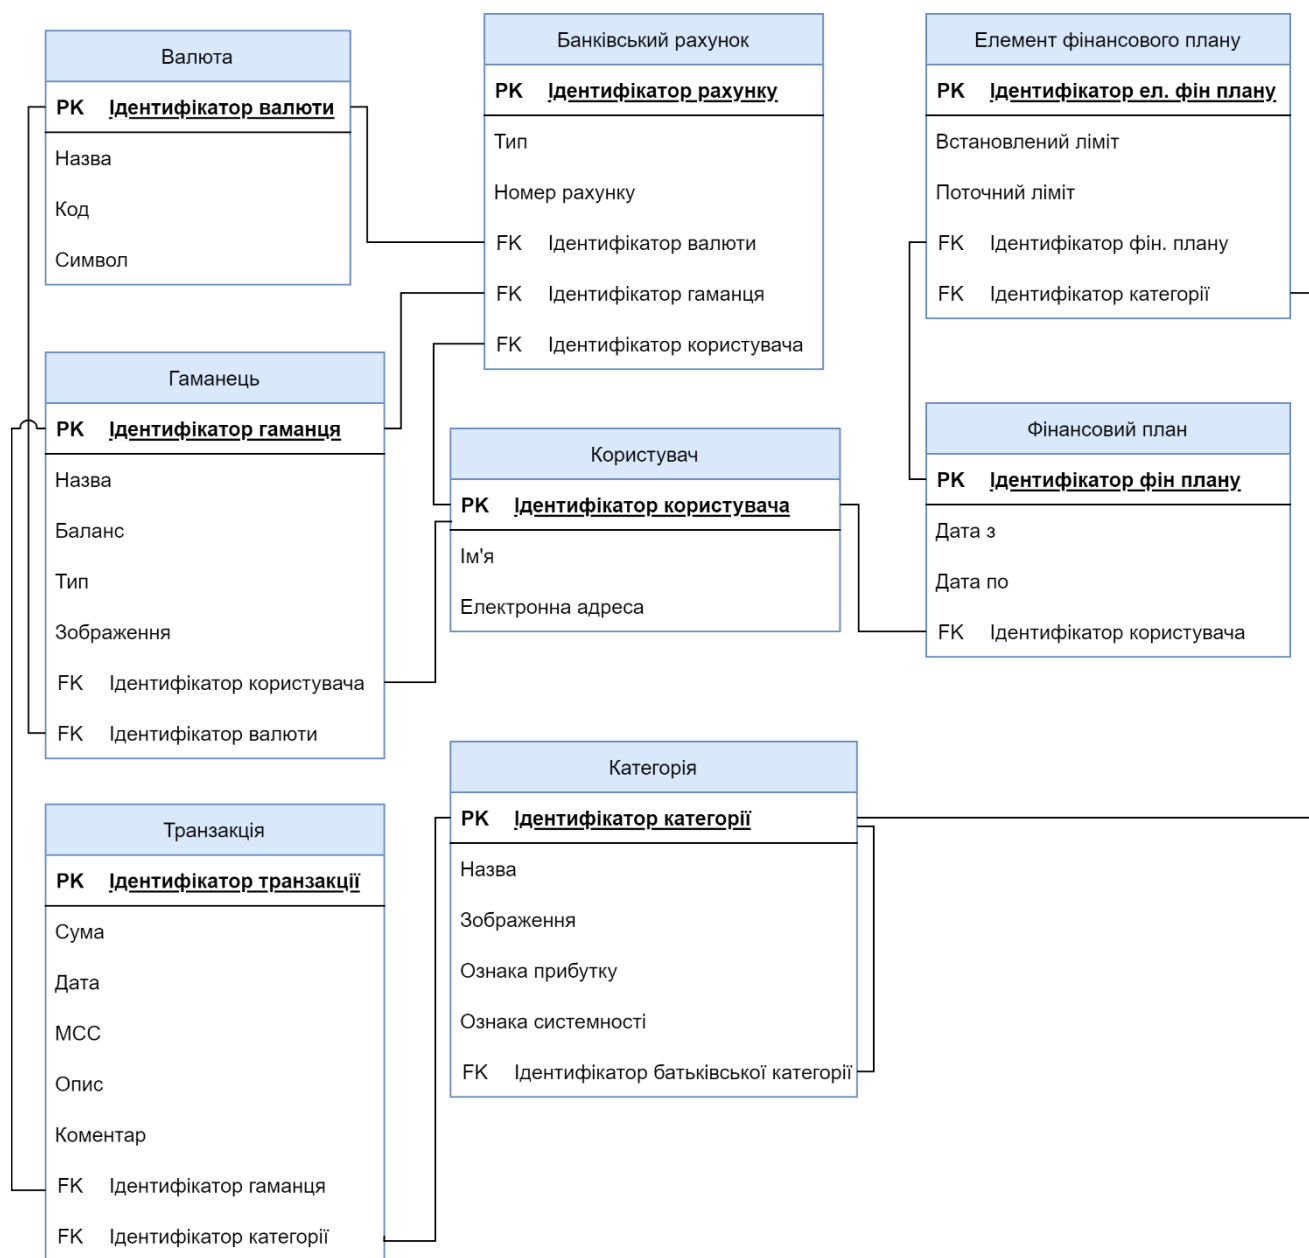 Валюта
PK Ідентифікатор валюти
Назва
Код
Символ
Банківський рахунок
PK Ідентифікатор рахунку
Тип
Номер рахунку
FK Ідентифікатор валюти
FK Ідентифікатор гаманця
FK Ідентифікатор користувача
Елемент фінансового плану
PK Ідентифікатор ел. фін плану
Встановлений ліміт
Поточний ліміт
FK Ідентифікатор фін. плану
FK Ідентифікатор категорії
Гаманець
PK Ідентифікатор гаманця
Назва
Баланс
Тип
Зображення
FK Ідентифікатор користувача
FK Ідентифікатор валюти
Користувач
PK Ідентифікатор користувача
Ім'я
Електронна адреса
Фінансовий план
PK Ідентифікатор фін плану
Дата з
Дата по
FK Ідентифікатор користувача
Транзакція
PK Ідентифікатор транзакції
Сума
Дата
МСС
Опис
Коментар
FK Ідентифікатор гаманця
FK Ідентифікатор категорії
Категорія
PK Ідентифікатор категорії
Назва
Зображення
Ознака прибутку
Ознака системності
FK Ідентифікатор батьківської категорії